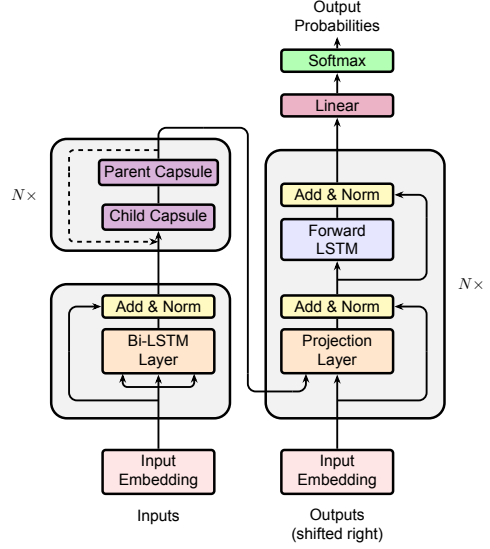 Output
Probabilities
Softmax
Linear
Parent Capsule
Child Capsule
N×
Add & Norm
Bi-LSTM
Layer
Input
Embedding
Inputs
Add & Norm
Forward
LSTM
Add & Norm
Projection
Layer
N×
Input
Embedding
Outputs
(shifted right)